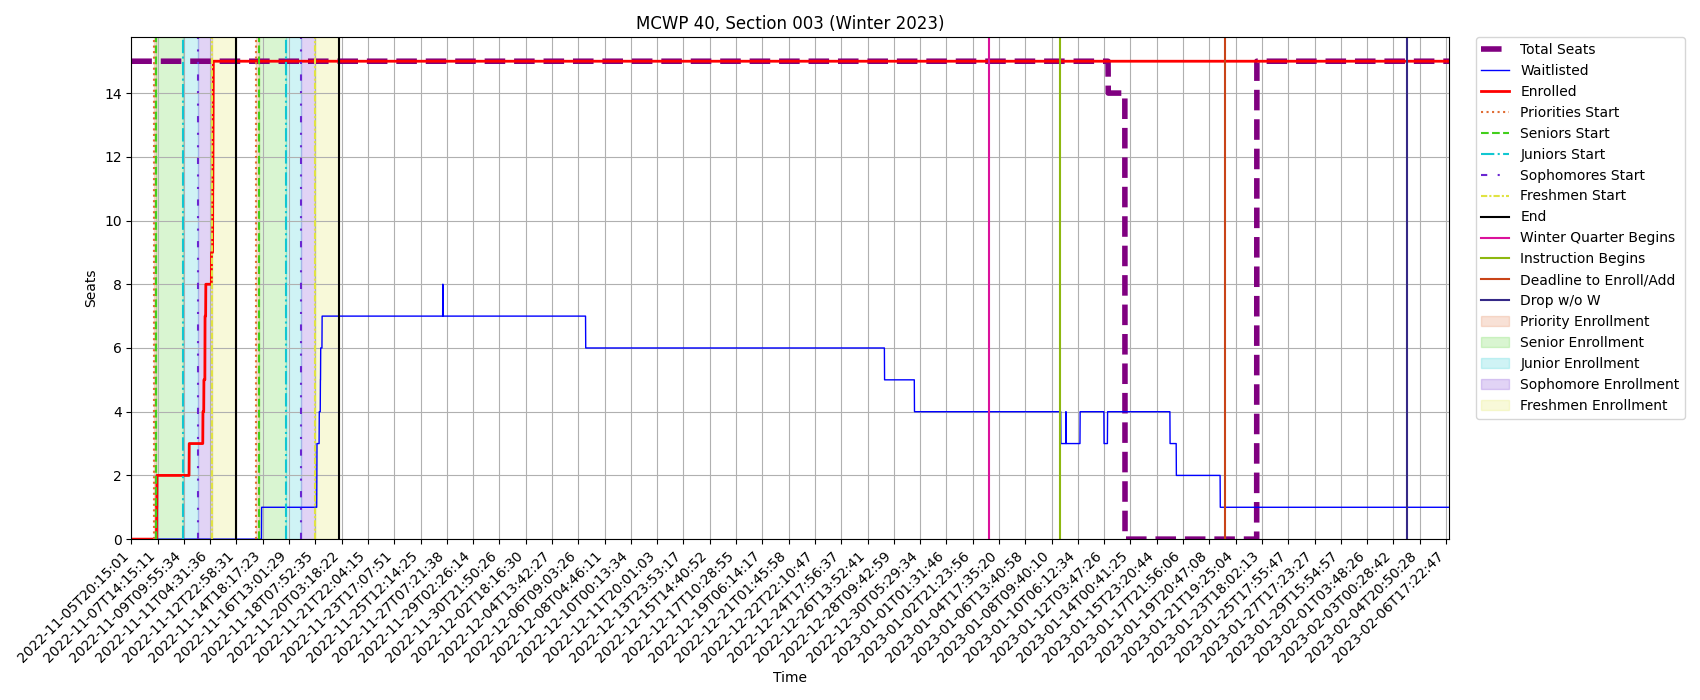 MCWP 40, Section 003 (Winter 2023)
Seats
14
12
10
8
6
4
2
0
2022-11-05T20:15:01
2022-11-07T14:15:11
2022-11-09T09:55:34
2022-11-11T04:31:36
2022-11-12T22:58:31
2022-11-14T18:17:23
2022-11-16T13:01:29
2022-11-18T07:52:35
2022-11-20T03:18:22
2022-11-21T22:04:15
2022-11-23T17:07:51
2022-11-25T12:14:25
2022-11-27T07:21:38
2022-11-29T02:26:14
2022-11-30T21:50:26
2022-12-02T18:16:30
2022-12-04T13:42:27
2022-12-06T09:03:26
2022-12-08T04:46:11
2022-12-10T00:13:34
2022-12-11T20:01:03
2022-12-13T23:53:17
2022-12-15T14:40:52
2022-12-17T10:28:55
2022-12-19T06:14:17
2022-12-21T01:45:58
2022-12-22T22:10:47
2022-12-24T17:56:37
2022-12-26T13:52:41
2022-12-28T09:42:59
2022-12-30T05:29:34
2023-01-01T01:31:46
2023-01-02T21:23:56
2023-01-04T17:35:20
2023-01-06T13:40:58
2023-01-08T09:40:10
2023-01-10T06:12:34
2023-01-12T03:47:26
2023-01-14T00:41:25
2023-01-15T23:20:44
2023-01-17T21:56:06
2023-01-19T20:47:08
2023-01-21T19:25:04
2023-01-23T18:02:13
2023-01-25T17:55:47
2023-01-27T17:23:27
2023-01-29T15:54:57
2023-02-01T03:48:26
2023-02-03T00:28:42
2023-02-04T20:50:28
2023-02-06T17:22:47
Time
Total Seats
Waitlisted
Enrolled
Priorities Start
Seniors Start
Juniors Start
Sophomores Start
Freshmen Start
End
Winter Quarter Begins
Instruction Begins
Deadline to Enroll/Add
Drop w/o W
Priority Enrollment
Senior Enrollment
Junior Enrollment
Sophomore Enrollment
Freshmen Enrollment